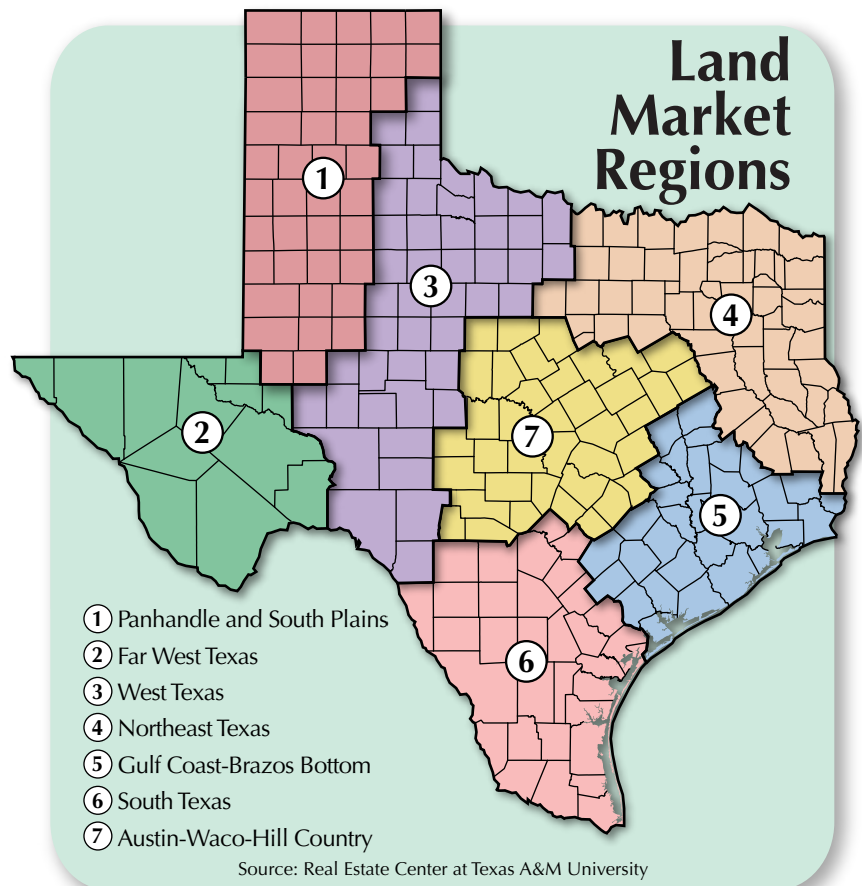 Land
Market
Regions
1
3
4
2
7
5
6
1 Panhandle and South Plains
2 Far West Texas
3 West Texas
4 Northeast Texas
5 Gulf Coast-Brazos Bottom
6 South Texas
7 Austin-Waco-Hill Country
Source: Real Estate Center at Texas A&M University